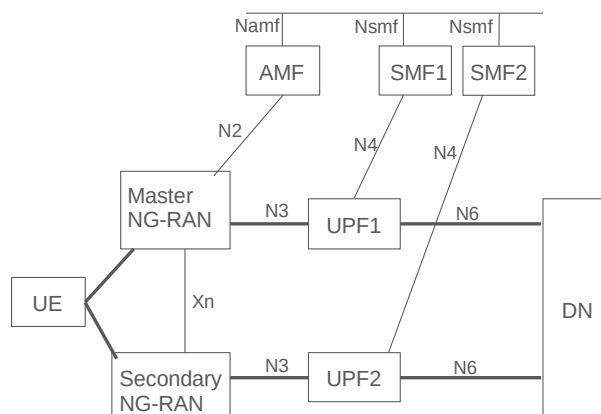 Namf
Nsmf
Nsmf
AMF
SMF1
SMF2
N2
N4
N4
Master
NG-RAN
N3
UPF1
N6
UE
Xn
DN
Secondary
NG-RAN
N3
UPF2
N6